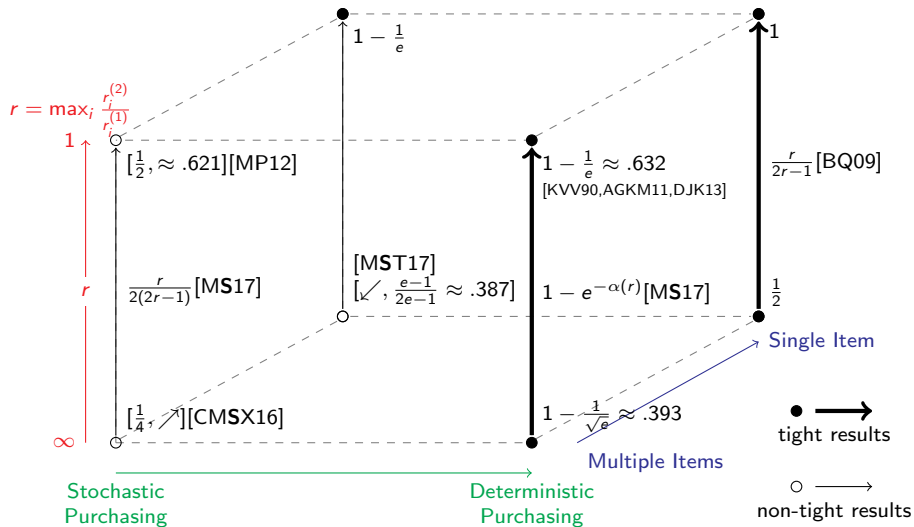 1 − 1/e
1
r = max_i r_i^(2)/r_i^(1)
1
[1/2, ≈ .621][MP12]
1 − 1/e ≈ .632
[KVV90,AGKM11,DJK13]
r/(2r−1)[BQ09]
r
r/(2(2r−1))[MS17]
[MST17]
[↙, (e−1)/(2e−1) ≈ .387]
1 − e^(−α(r))[MS17]
1/2
Single Item
∞
[1/4, ↗][CMSX16]
1 − 1/√e ≈ .393
Multiple Items
tight results
Stochastic
Purchasing
Deterministic
Purchasing
non-tight results